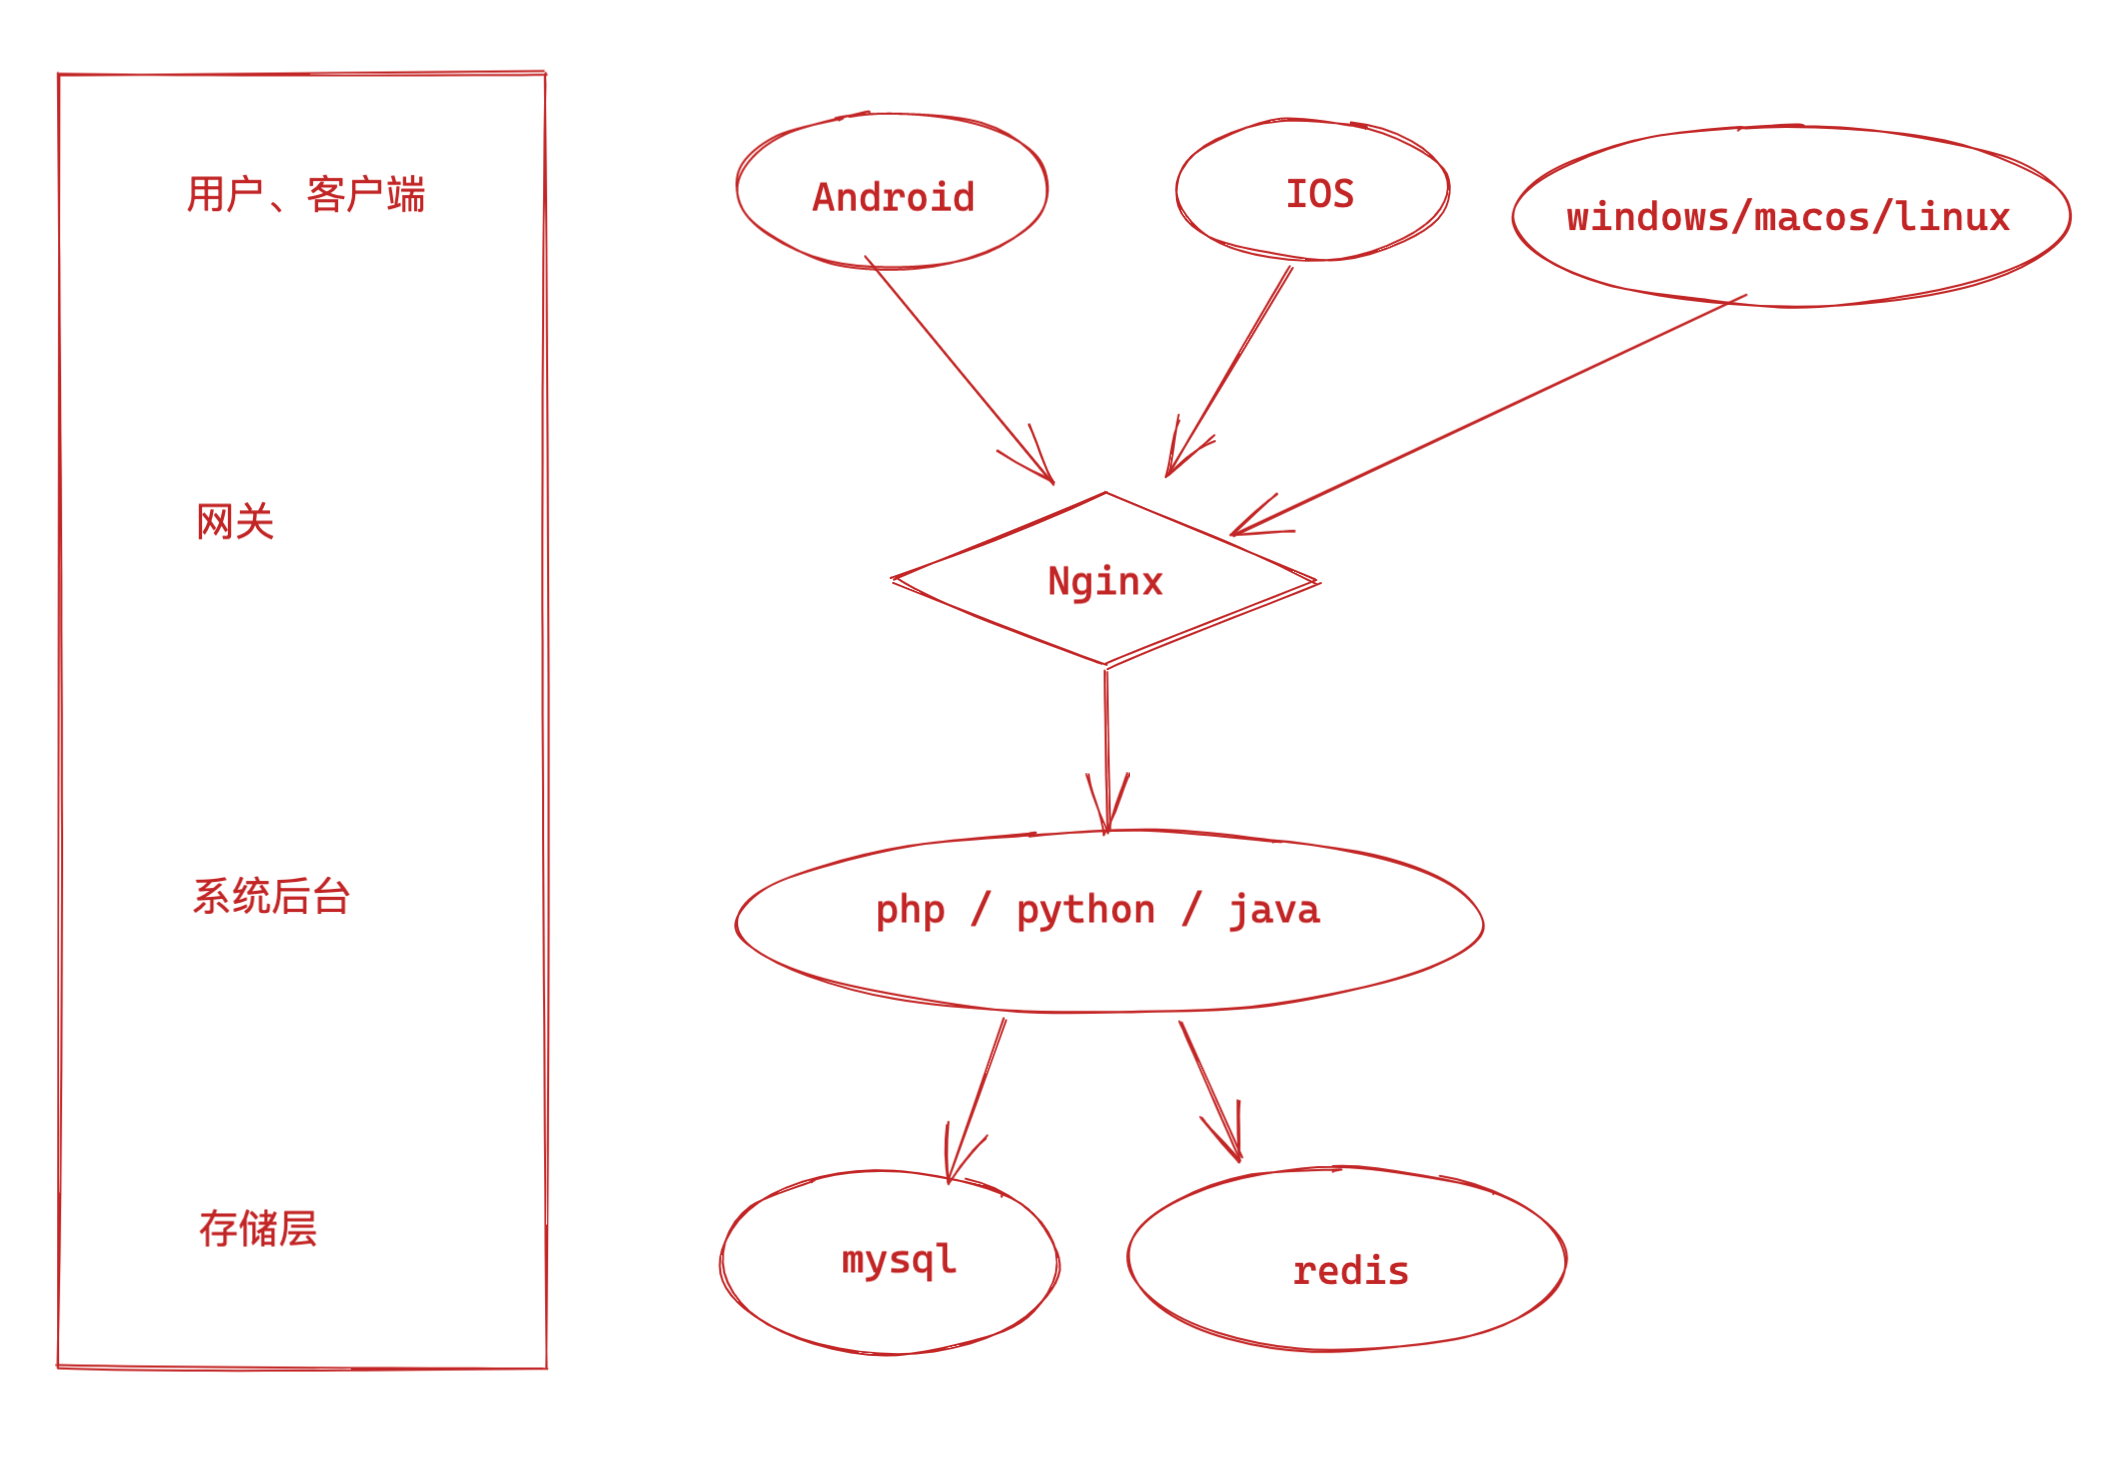 用户、客户端
Android
IOS
windows/macos/linux
网关
Nginx
系统后台
php / python / java
存储层
mysql
redis